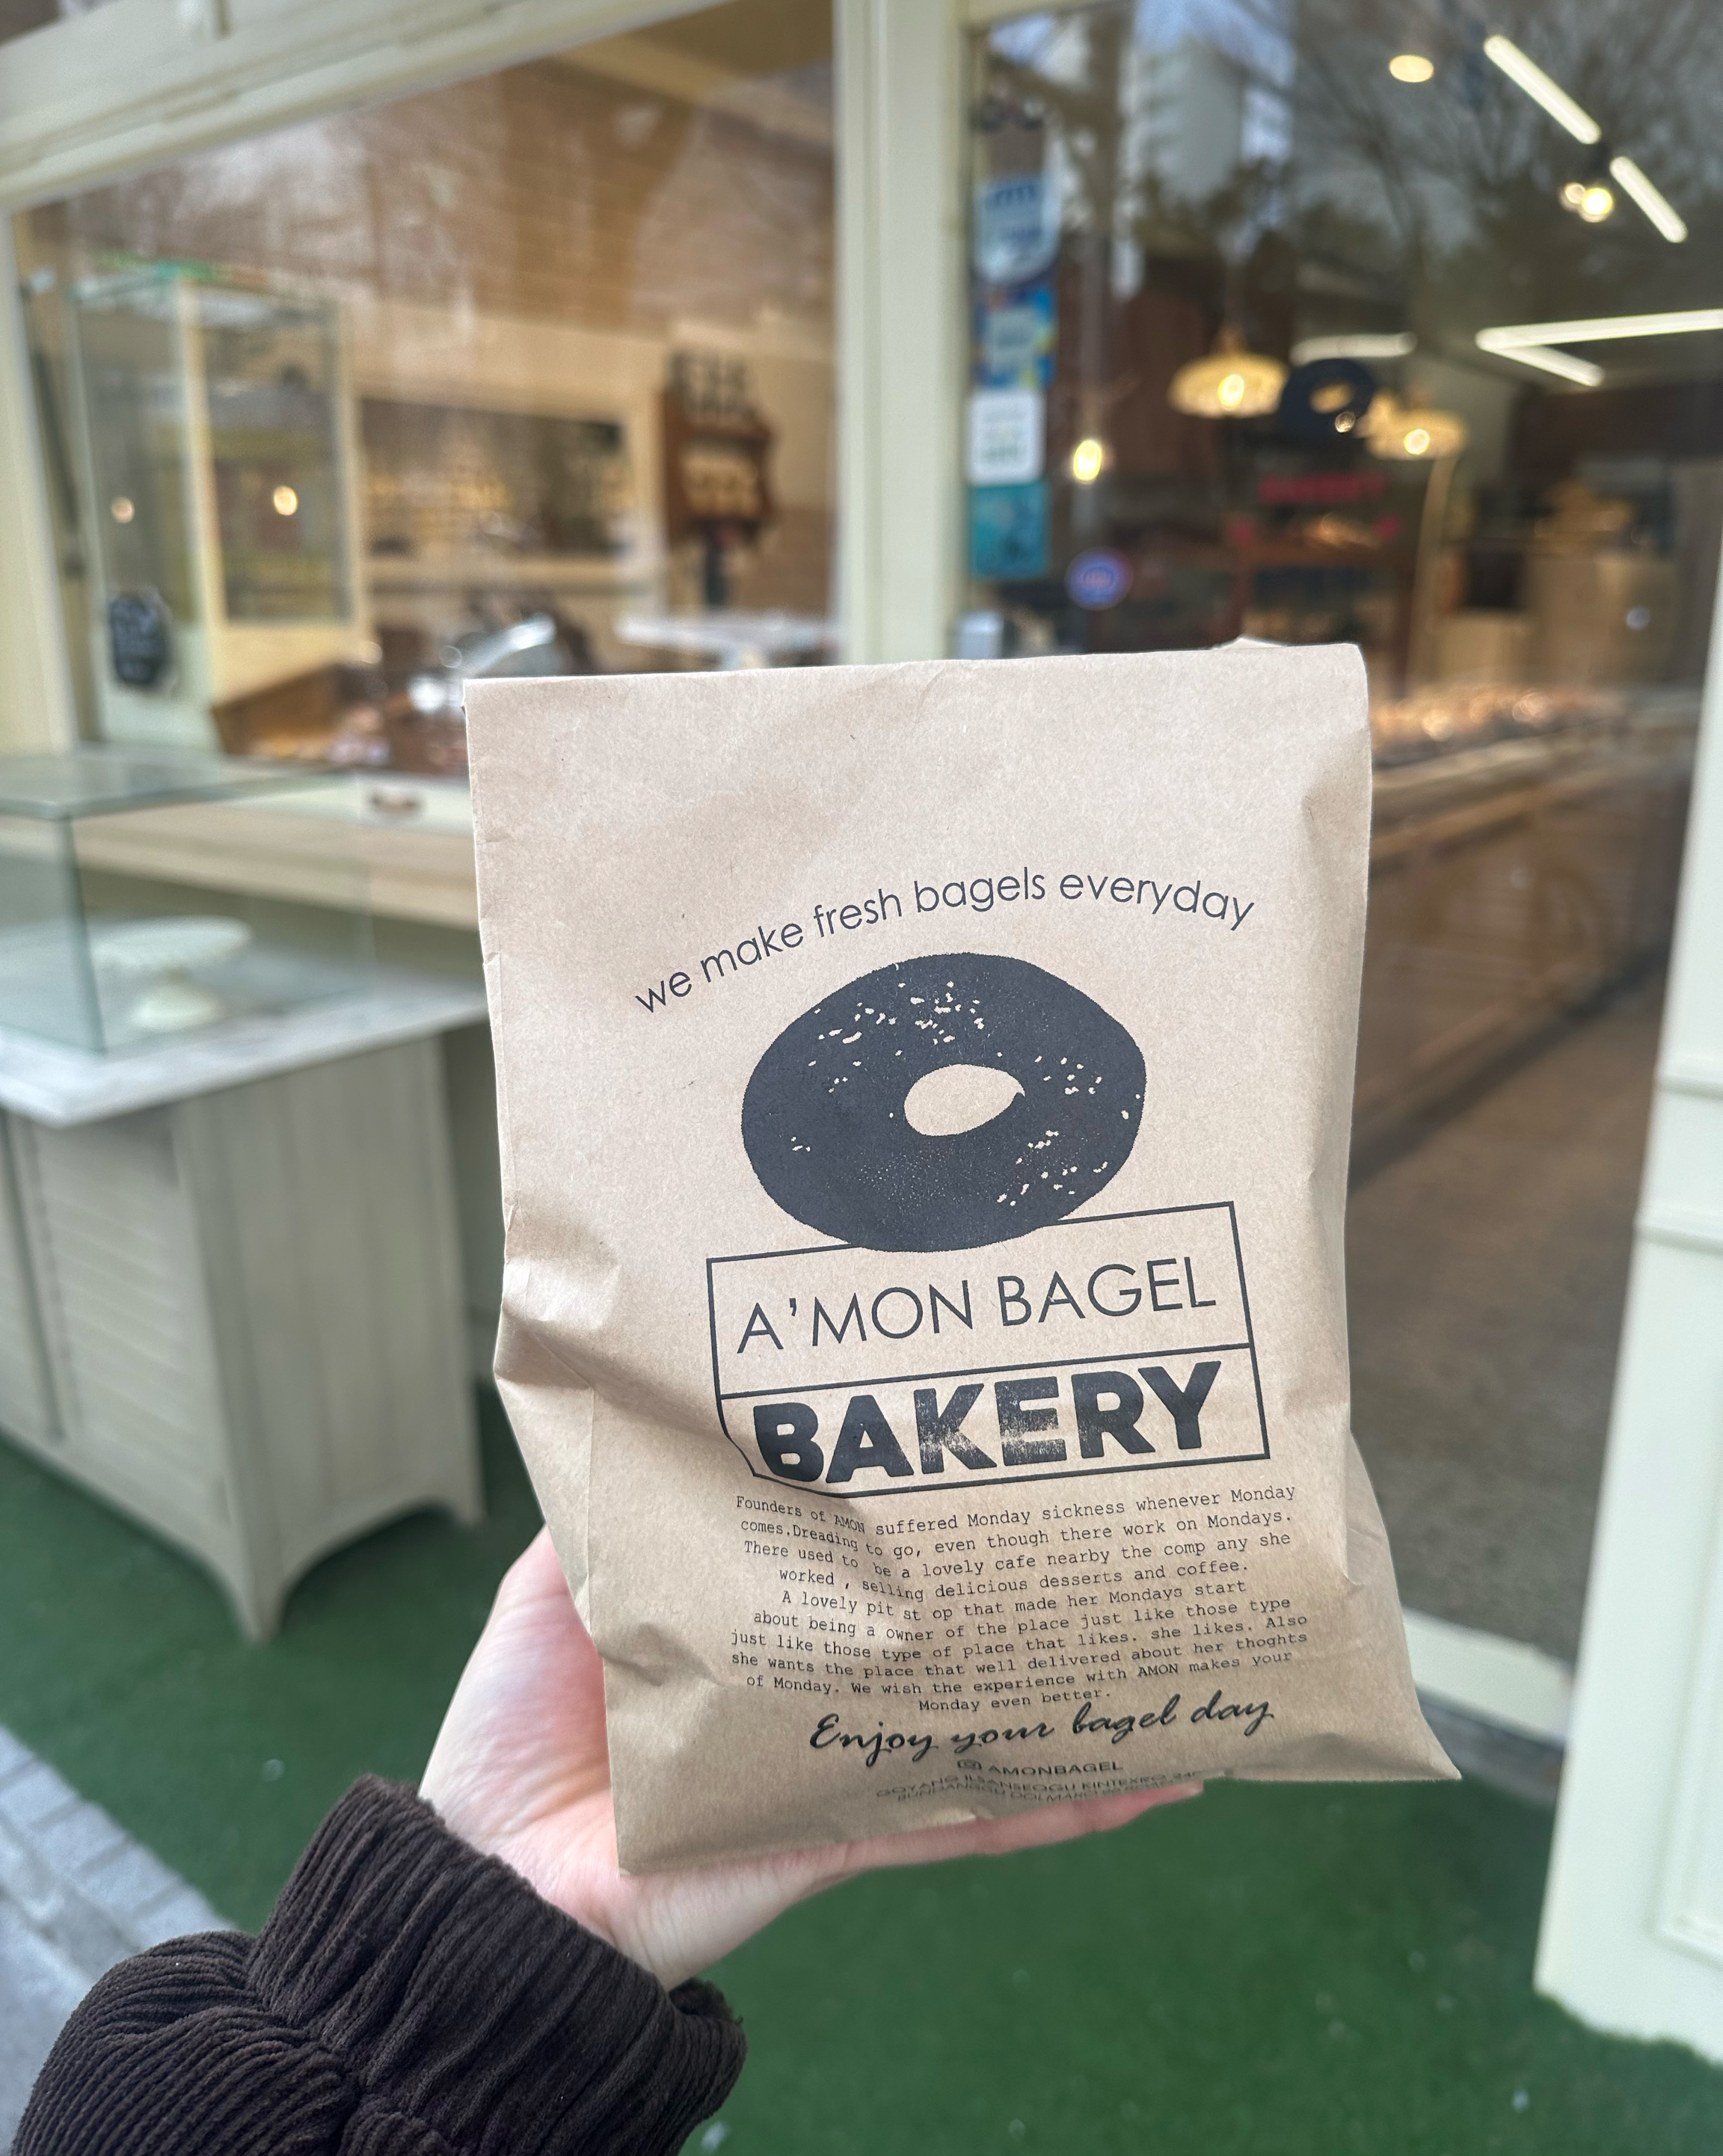 we make fresh bagels everyday
A'MON BAGEL
BAKERY
Founders of AMON suffered Monday sickness whenever Monday
comes.Dreading to go, even though there work on Mondays.
There used to be a lovely cafe nearby the comp any she
worked , selling delicious desserts and coffee.
A lovely pit st op that made her Mondays start
about being a owner of the place just like those type
just like those type of place that likes. she likes. Also
she wants the place that well delivered about her thoghts
of Monday. We wish the experience with AMON makes your
Monday even better.
Enjoy your bagel day
AMONBAGEL
GOYANG ILSANSEOGU KINTEXRO
BUNDANGGU
BAKERY